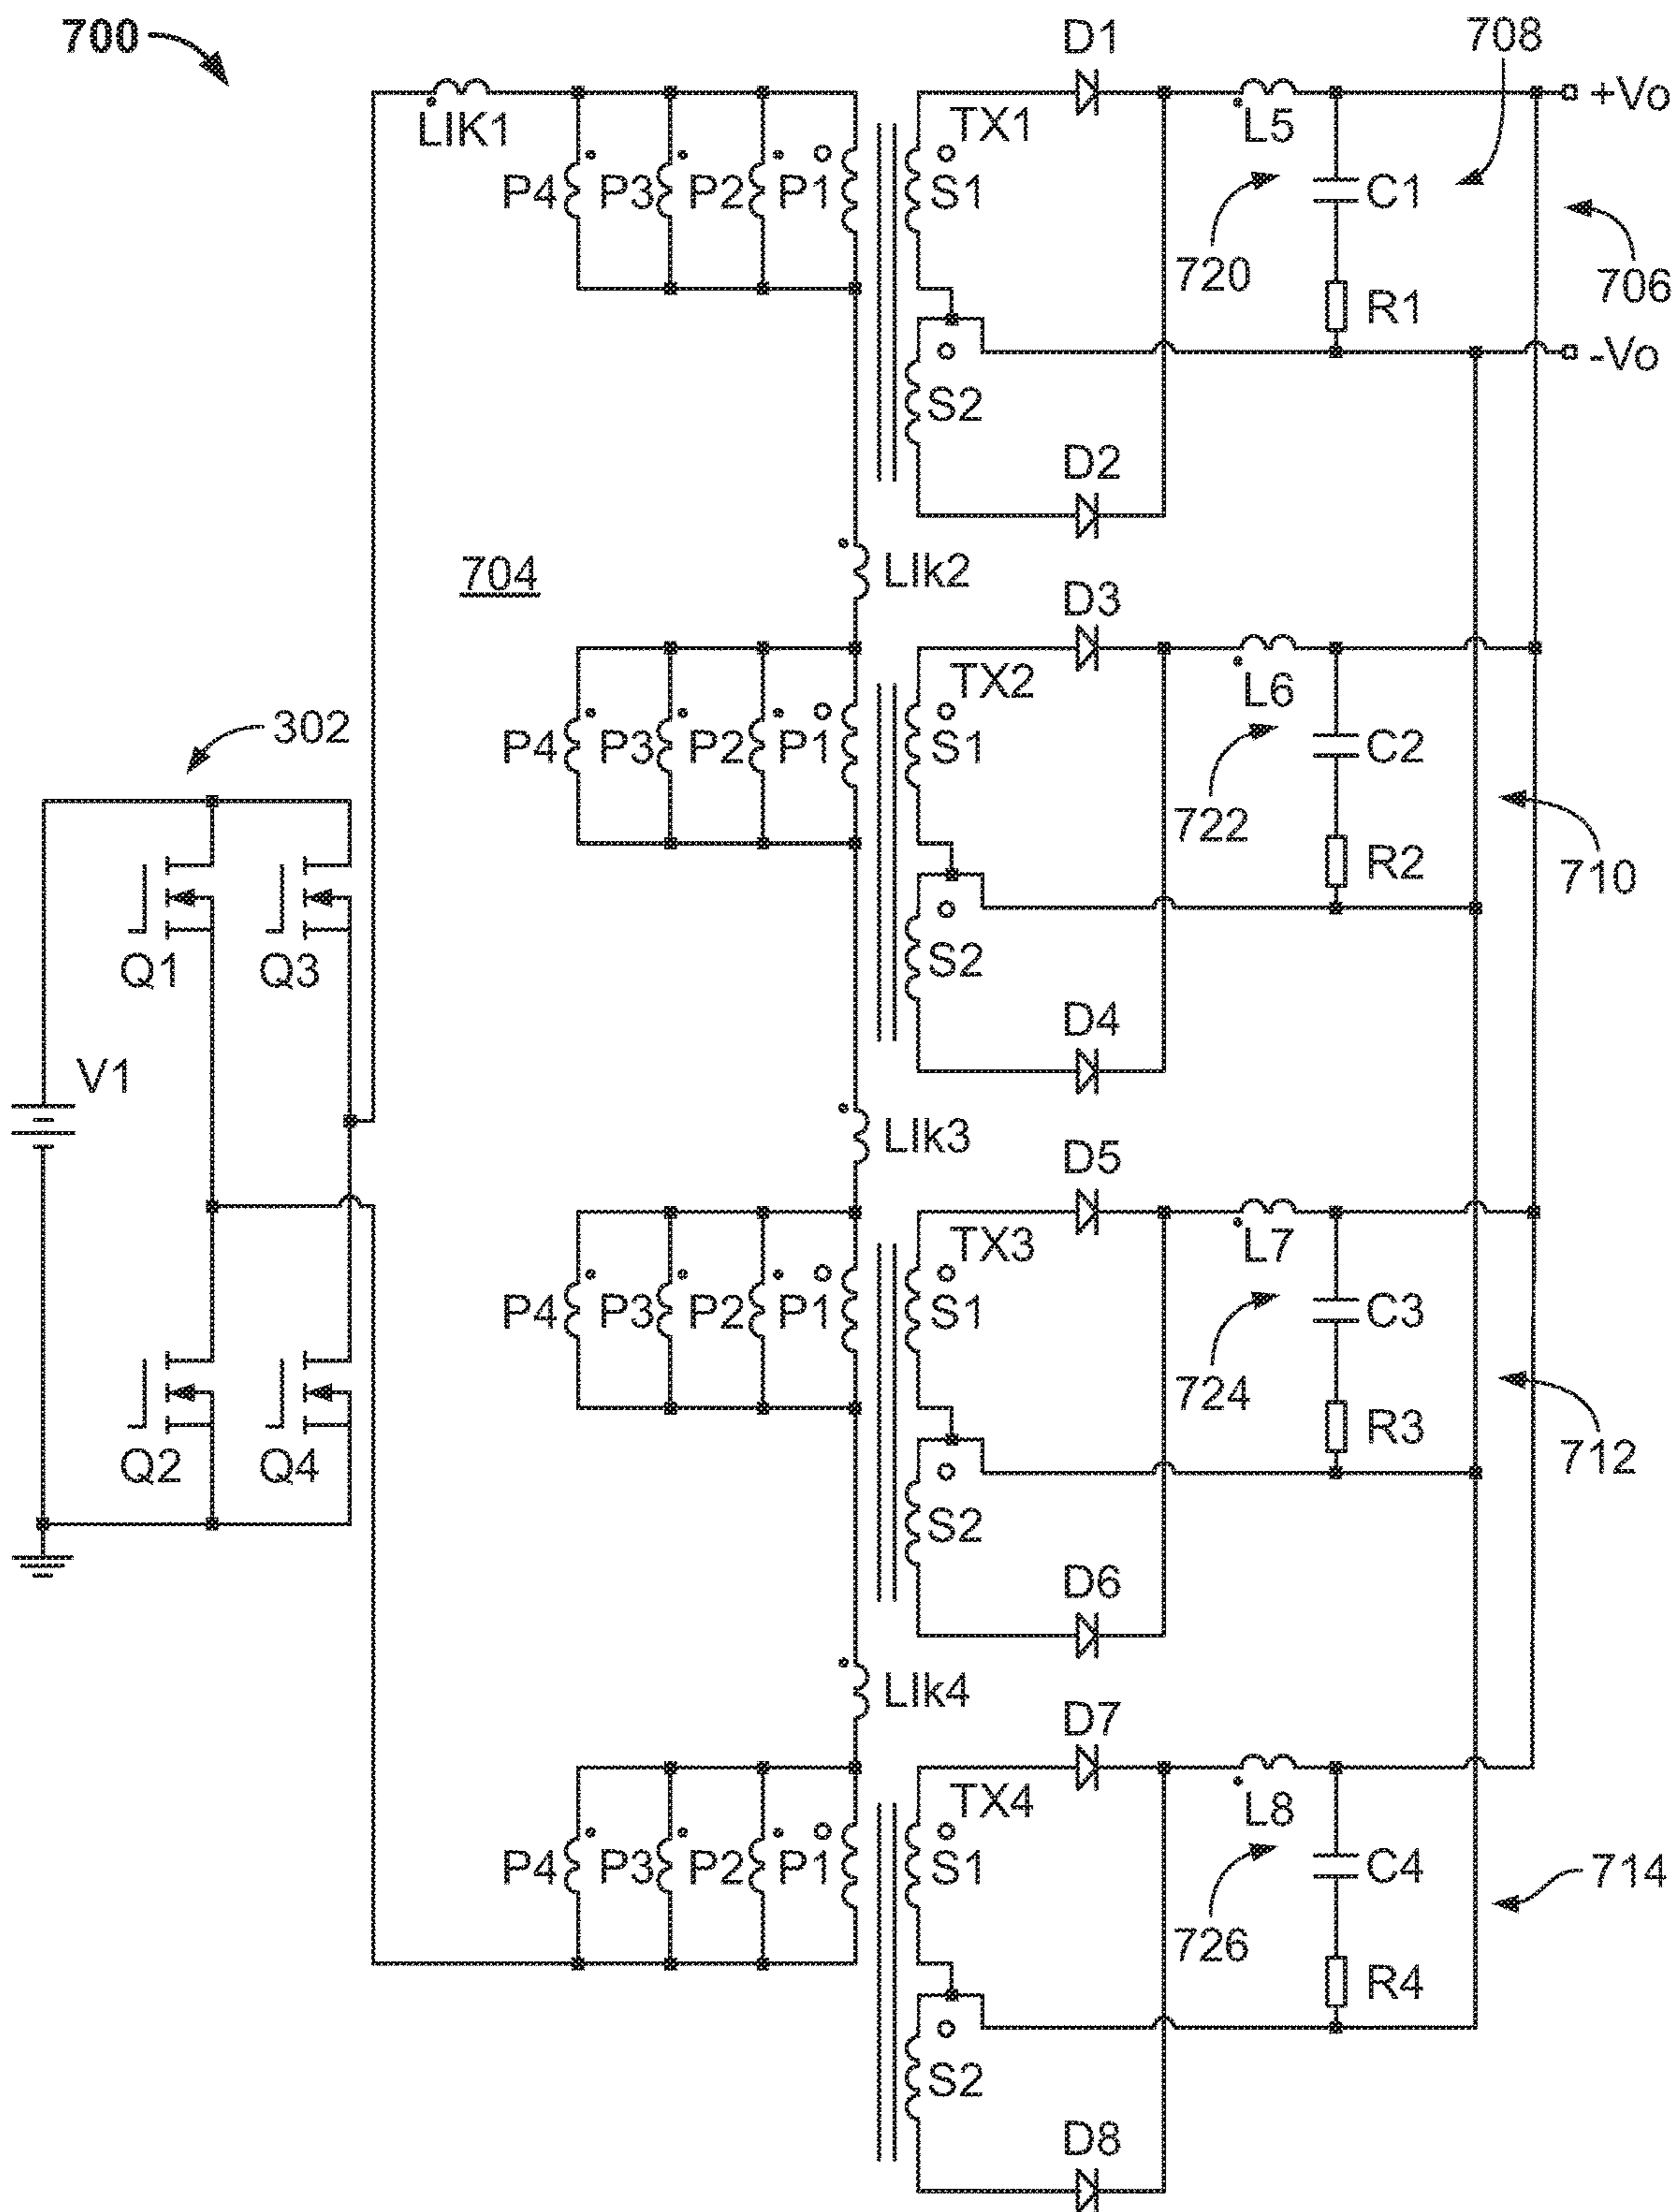 700
D1
708
LIK1
TX1
L5
+Vo
P4 P3 P2 P1
S1
C1
720
706
R1
-Vo
S2
D2
704
LIk2
D3
TX2
L6
302
P4 P3 P2 P1
S1
C2
722
710
R2
Q1 Q3
S2
D4
V1
LIk3
D5
TX3
L7
P4 P3 P2 P1
S1
C3
724
712
R3
Q2 Q4
S2
D6
LIk4
D7
TX4
L8
P4 P3 P2 P1
S1
C4
714
726
R4
S2
D8